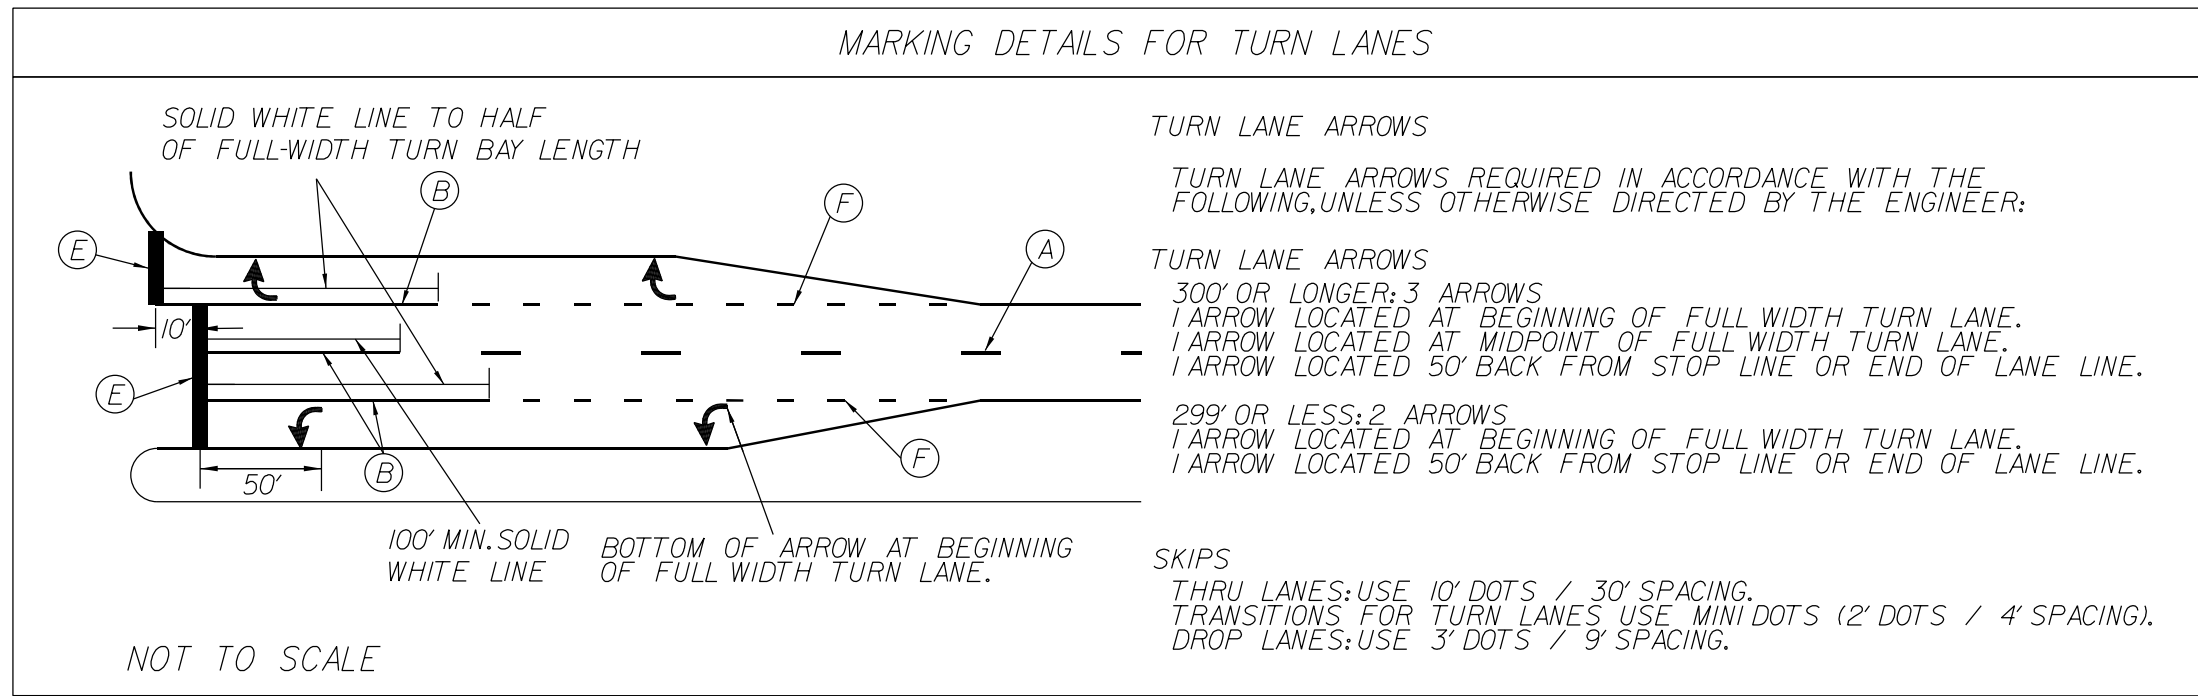 MARKING DETAILS FOR TURN LANES
SOLID WHITE LINE TO HALF
OF FULL-WIDTH TURN BAY LENGTH
B
F
E
A
10'
E
B
F
50'
100' MIN. SOLID
WHITE LINE
BOTTOM OF ARROW AT BEGINNING
OF FULL WIDTH TURN LANE.
NOT TO SCALE
TURN LANE ARROWS
TURN LANE ARROWS REQUIRED IN ACCORDANCE WITH THE
FOLLOWING, UNLESS OTHERWISE DIRECTED BY THE ENGINEER:
TURN LANE ARROWS
300' OR LONGER: 3 ARROWS
1 ARROW LOCATED AT BEGINNING OF FULL WIDTH TURN LANE.
1 ARROW LOCATED AT MIDPOINT OF FULL WIDTH TURN LANE.
1 ARROW LOCATED 50' BACK FROM STOP LINE OR END OF LANE LINE.
299' OR LESS: 2 ARROWS
1 ARROW LOCATED AT BEGINNING OF FULL WIDTH TURN LANE.
1 ARROW LOCATED 50' BACK FROM STOP LINE OR END OF LANE LINE.
SKIPS
THRU LANES: USE 10' DOTS / 30' SPACING.
TRANSITIONS FOR TURN LANES USE MINI DOTS (2' DOTS / 4' SPACING).
DROP LANES: USE 3' DOTS / 9' SPACING.